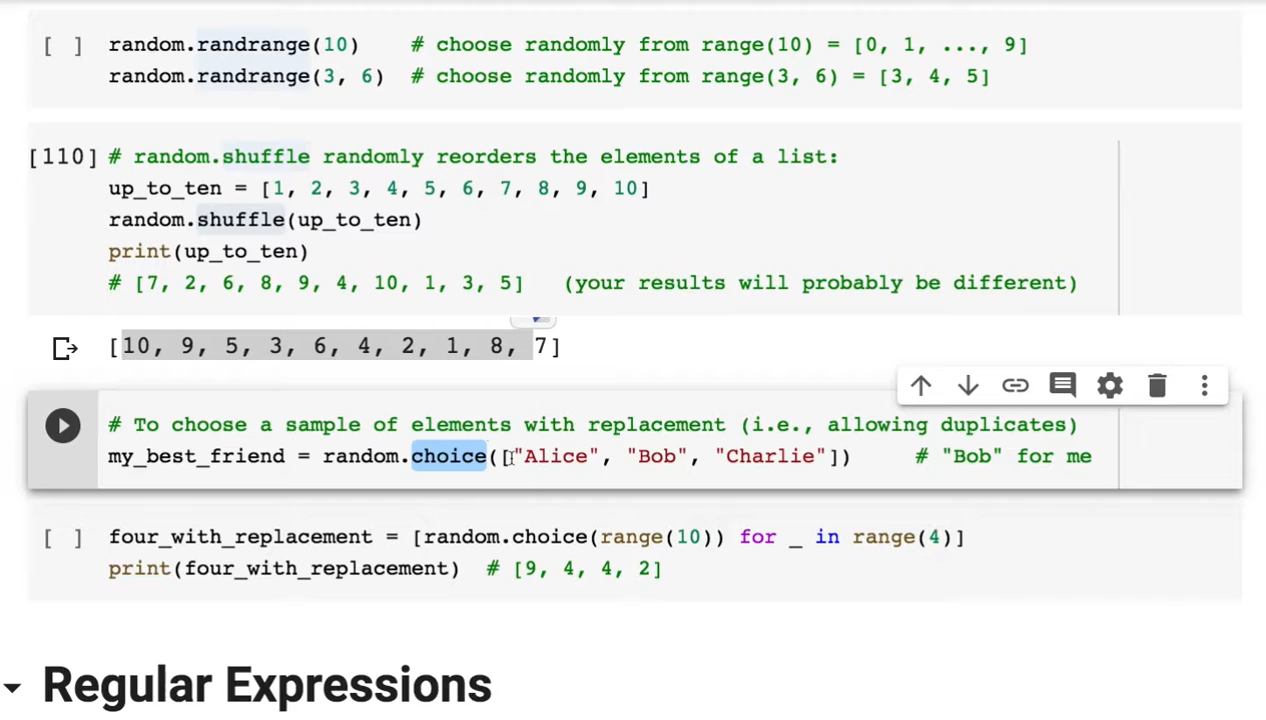 [ ] random.randrange(10)    # choose randomly from range(10) = [0, 1, ..., 9]
random.randrange(3, 6)  # choose randomly from range(3, 6) = [3, 4, 5]
[110] # random.shuffle randomly reorders the elements of a list:
up_to_ten = [1, 2, 3, 4, 5, 6, 7, 8, 9, 10]
random.shuffle(up_to_ten)
print(up_to_ten)
# [7, 2, 6, 8, 9, 4, 10, 1, 3, 5]   (your results will probably be different)
[10, 9, 5, 3, 6, 4, 2, 1, 8, 7]
# To choose a sample of elements with replacement (i.e., allowing duplicates)
my_best_friend = random.choice(["Alice", "Bob", "Charlie"])     # "Bob" for me
[ ] four_with_replacement = [random.choice(range(10)) for _ in range(4)]
print(four_with_replacement)  # [9, 4, 4, 2]
Regular Expressions